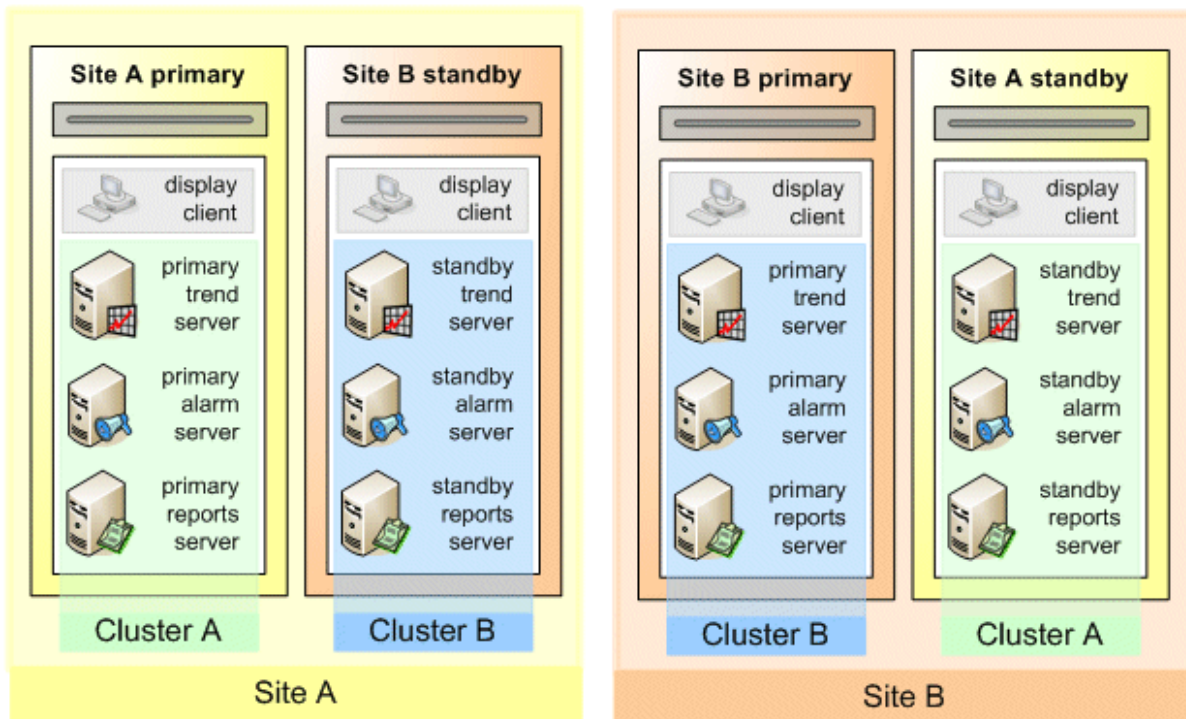 Site A primary
display
client
primary
trend
server
primary
alarm
server
primary
reports
server
Cluster A
Site B standby
display
client
standby
trend
server
standby
alarm
server
standby
reports
server
Cluster B
Site A
Site B primary
display
client
primary
trend
server
primary
alarm
server
primary
reports
server
Cluster B
Site A standby
display
client
standby
trend
server
standby
alarm
server
standby
reports
server
Cluster A
Site B